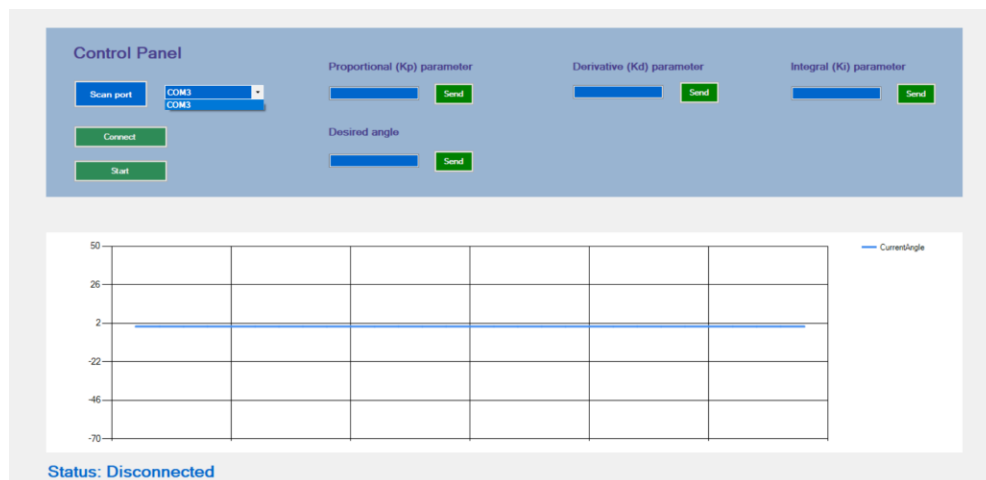 Control Panel
Proportional (Kp) parameter
Derivative (Kd) parameter
Integral (Ki) parameter
Scan port
COM3
COM3
Send
Send
Send
Connect
Desired angle
Start
Send
50
26
2
-22
-46
-70
CurrentAngle
Status: Disconnected